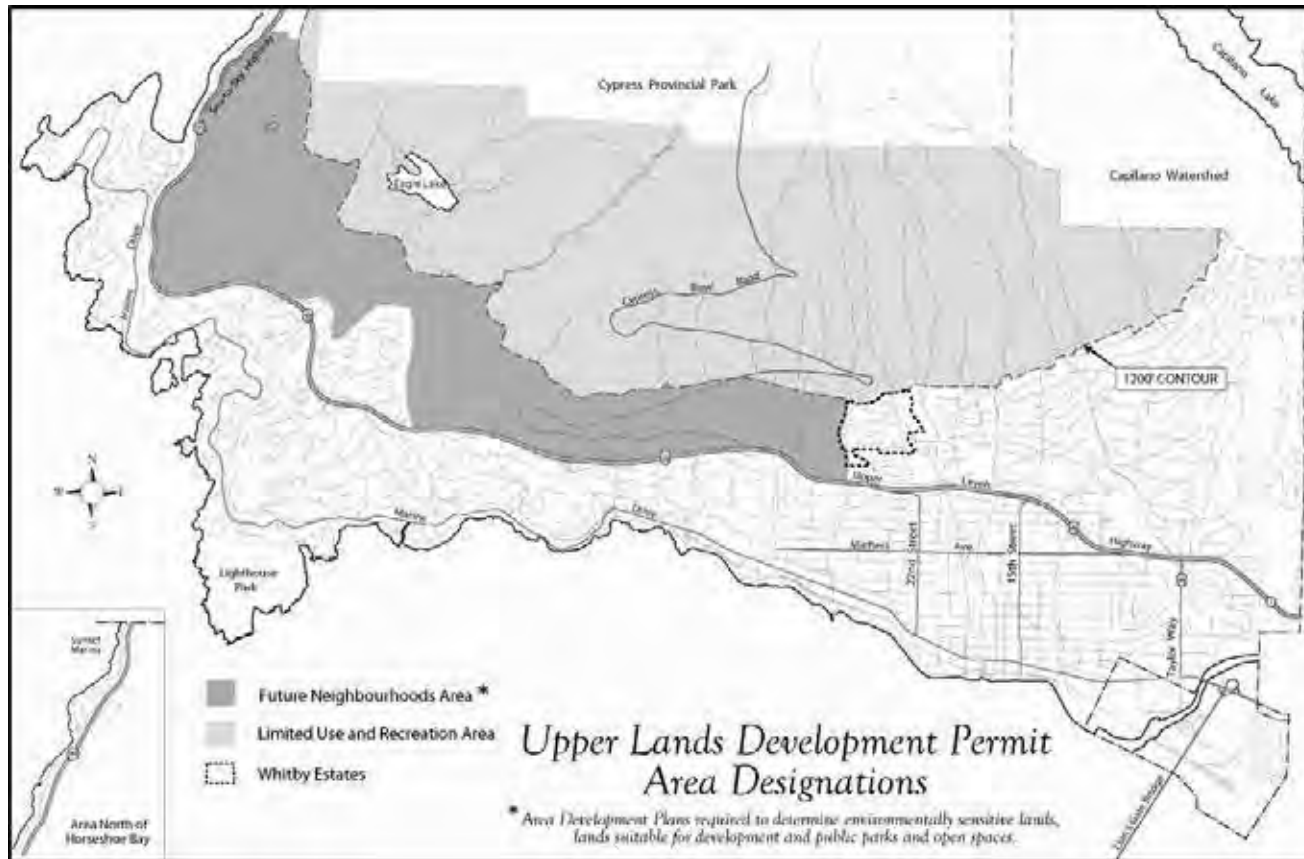 Cypress Provincial Park
Capilano
Lake
Capilano Watershed
Eagle Lake
Cypress Bowl Road
1200' CONTOUR
Marine Drive
Upper Levels Highway
Mathers Ave.
22nd Street
15th Street
Taylor Way
Lighthouse
Park
Sunset
Marina
Area North of
Horseshoe Bay
Future Neighbourhoods Area *
Limited Use and Recreation Area
Whitby Estates
Upper Lands Development Permit
Area Designations
* Area Development Plans required to determine environmentally sensitive lands,
lands suitable for development and public parks and open spaces.